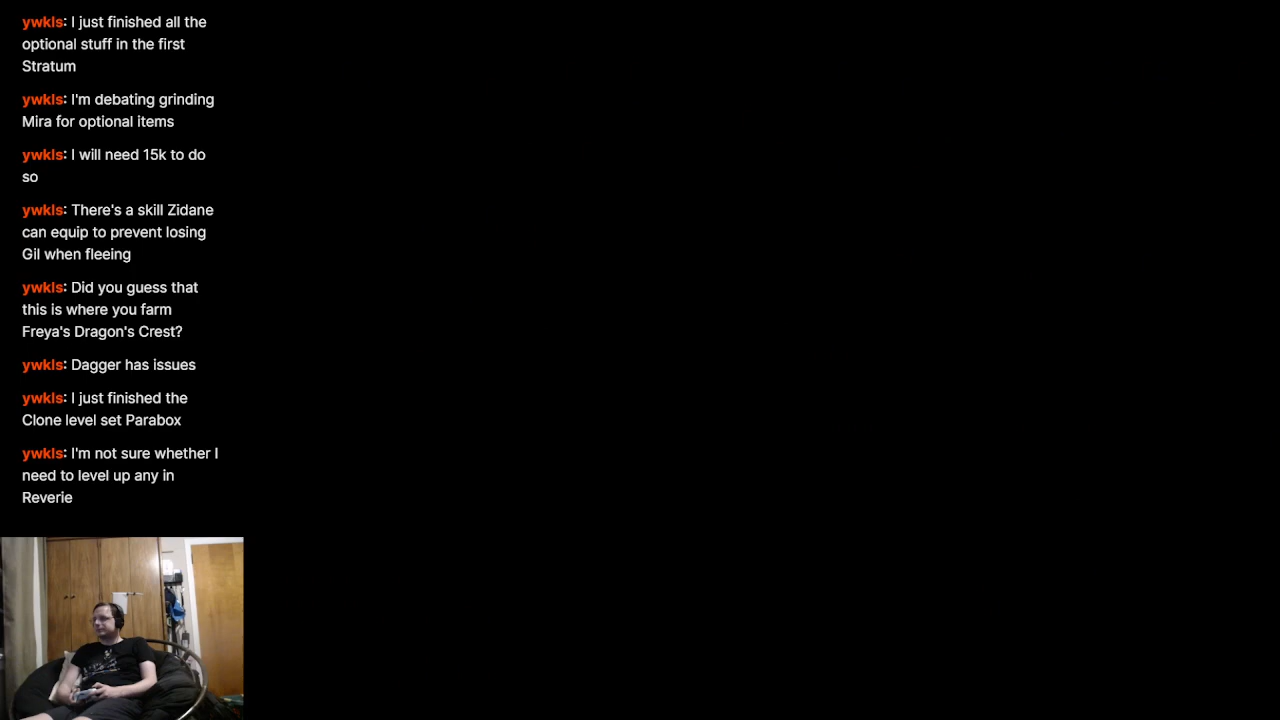 ywkls: I just finished all the
optional stuff in the first
Stratum
ywkls: I'm debating grinding
Mira for optional items
ywkls: I will need 15k to do
so
ywkls: There's a skill Zidane
can equip to prevent losing
Gil when fleeing
ywkls: Did you guess that
this is where you farm
Freya's Dragon's Crest?
ywkls: Dagger has issues
ywkls: I just finished the
Clone level set Parabox
ywkls: I'm not sure whether I
need to level up any in
Reverie